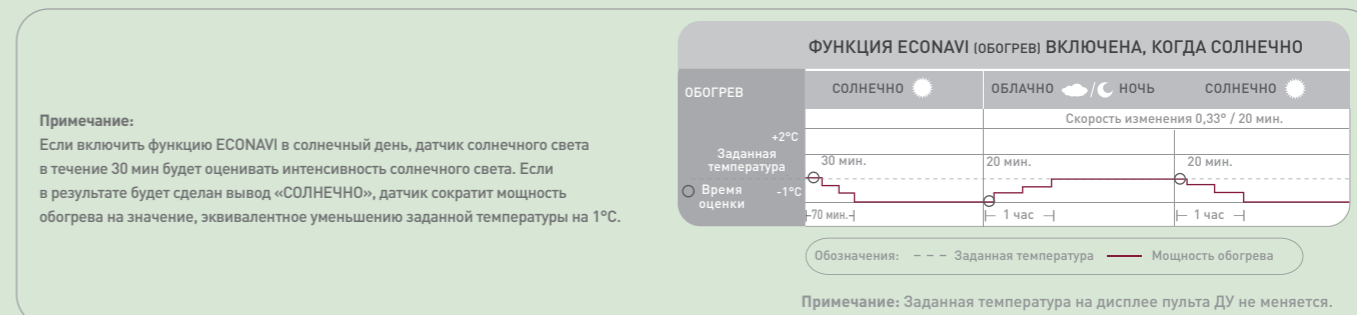 Примечание:
Если включить функцию ECONAVI в солнечный день, датчик солнечного света
в течение 30 мин будет оценивать интенсивность солнечного света. Если
в результате будет сделан вывод «СОЛНЕЧНО», датчик сократит мощность
обогрева на значение, эквивалентное уменьшению заданной температуры на 1°C.
ФУНКЦИЯ ECONAVI (ОБОГРЕВ) ВКЛЮЧЕНА, КОГДА СОЛНЕЧНО
ОБОГРЕВ
СОЛНЕЧНО
ОБЛАЧНО / НОЧЬ
СОЛНЕЧНО
Скорость изменения 0,33° / 20 мин.
+2°C
Заданная
температура
30 мин.
20 мин.
20 мин.
Время -1°C
оценки
70 мин.
1 час
1 час
Обозначения: – – – Заданная температура —— Мощность обогрева
Примечание: Заданная температура на дисплее пульта ДУ не меняется.